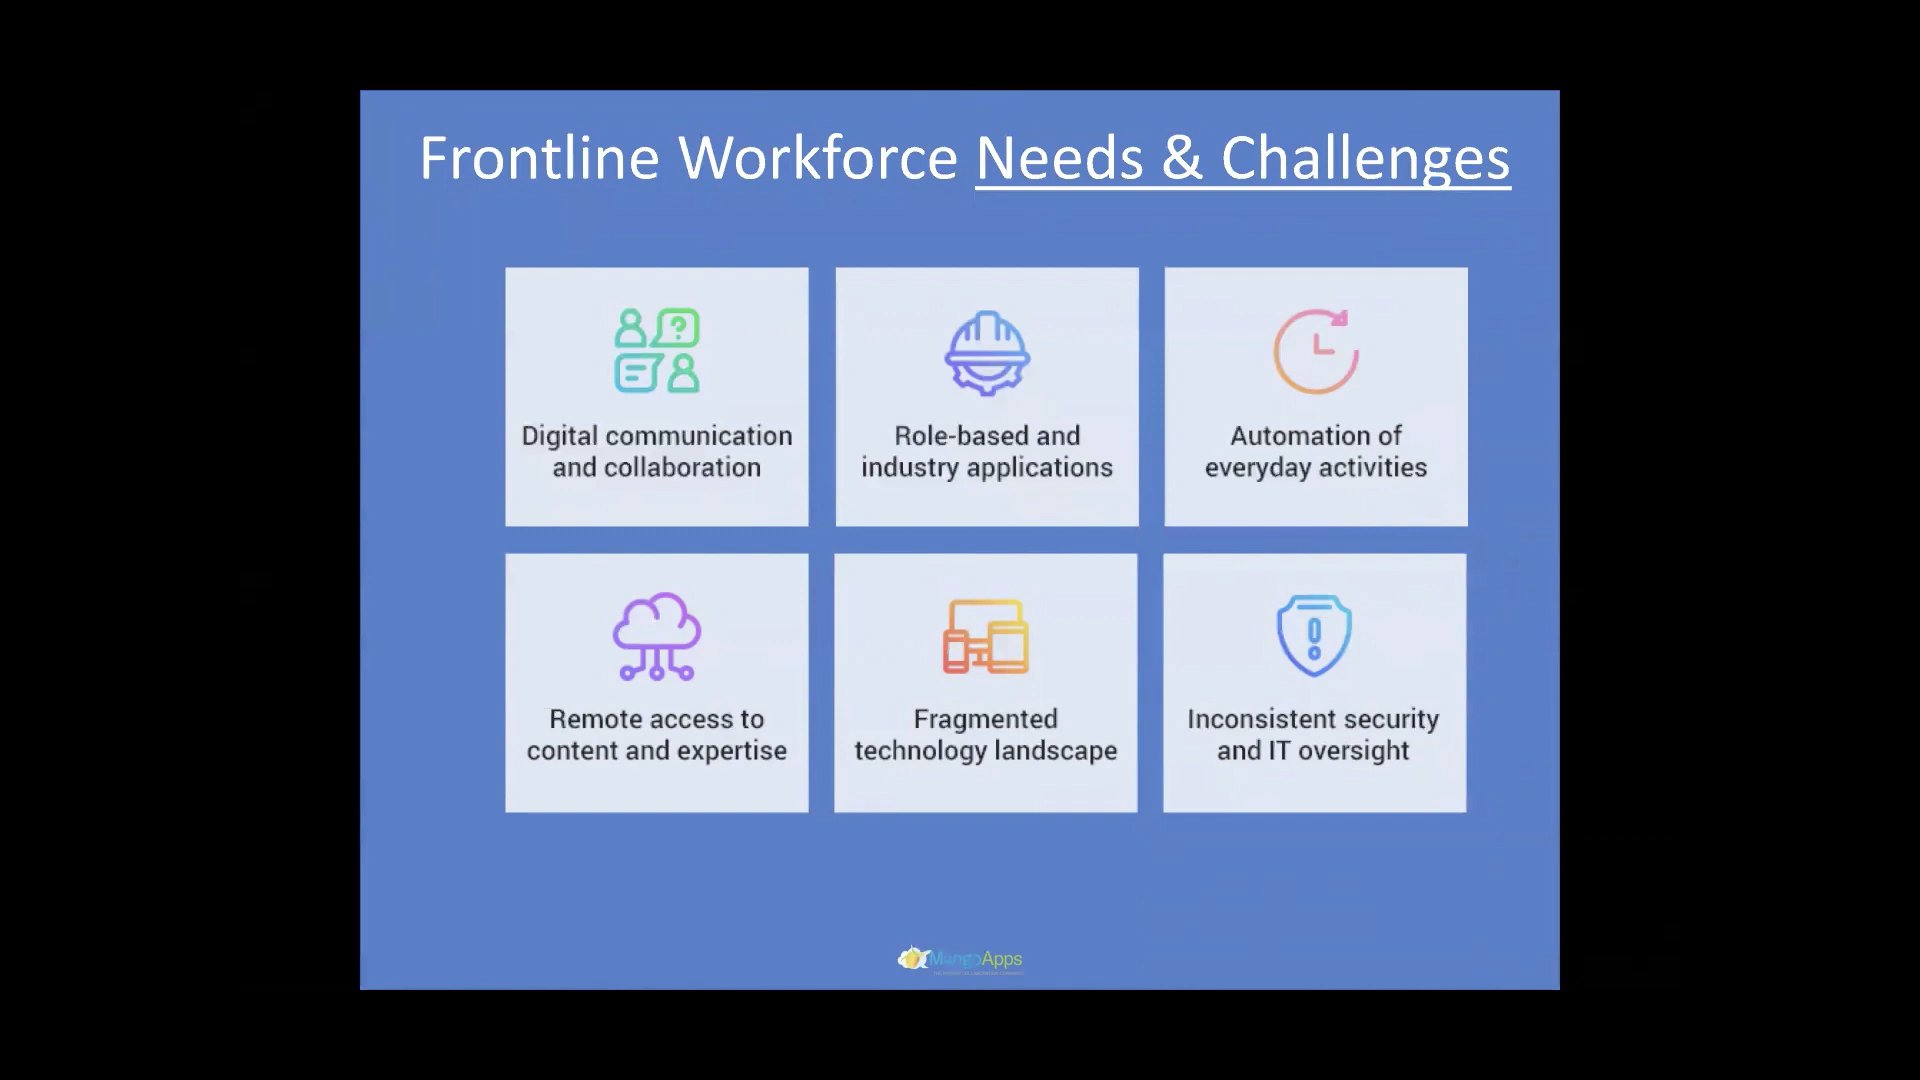 Frontline Workforce Needs & Challenges
Digital communication
and collaboration
Role-based and
industry applications
Automation of
everyday activities
Remote access to
content and expertise
Fragmented
technology landscape
Inconsistent security
and IT oversight
MangoApps